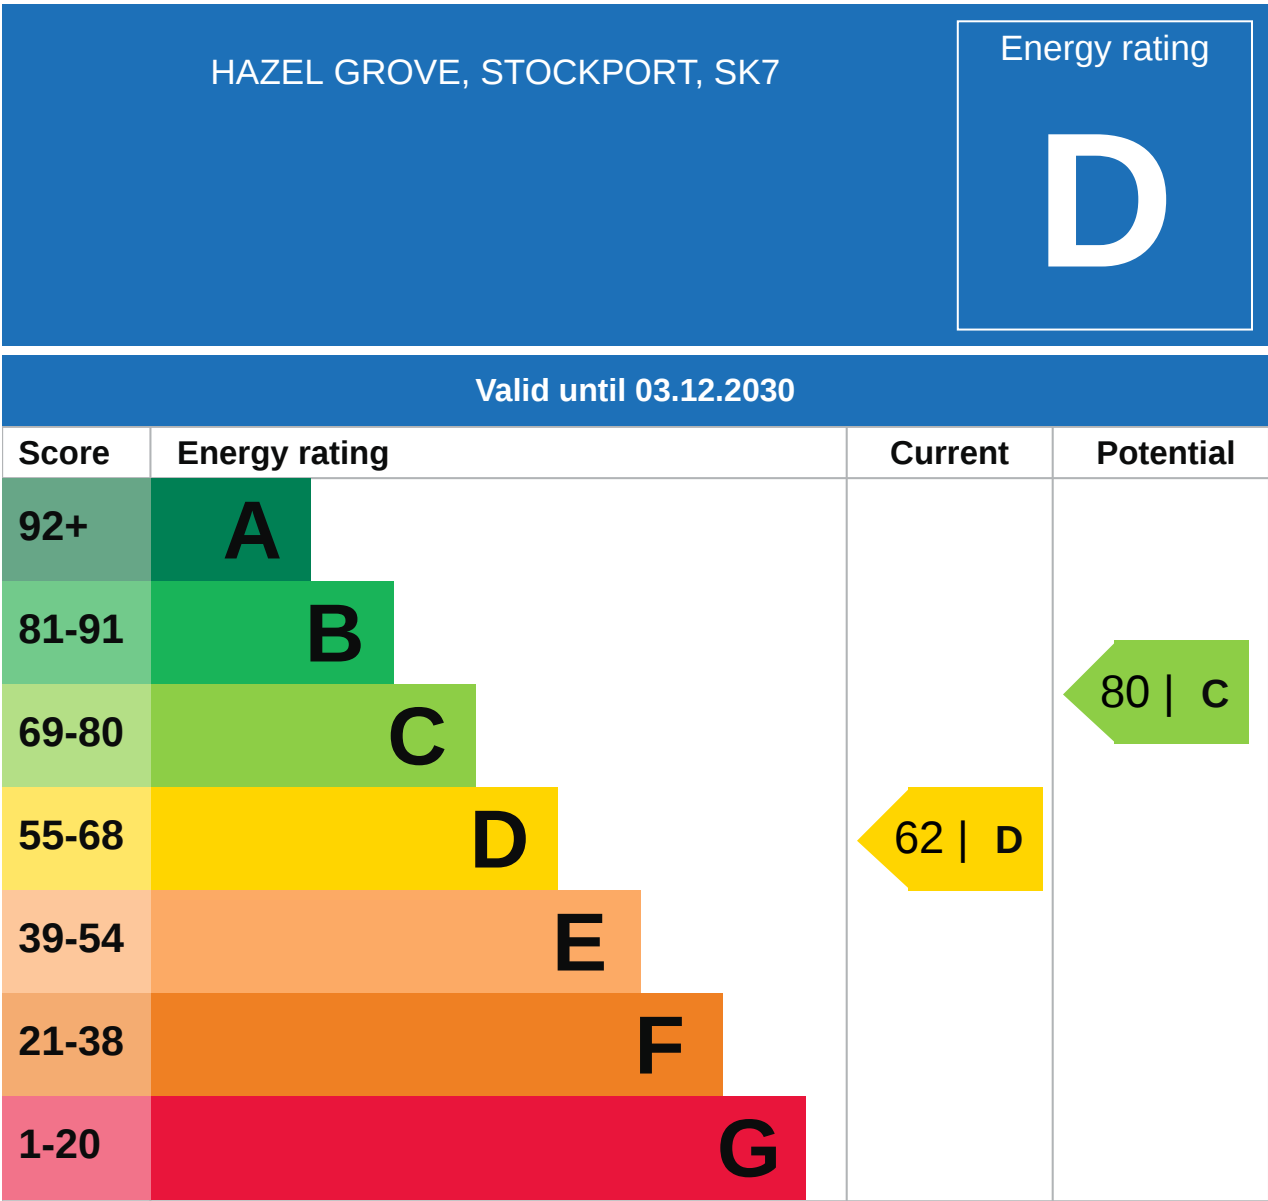 HAZEL GROVE, STOCKPORT, SK7
Energy rating
D
Valid until 03.12.2030
Score Energy rating Current Potential
92+ A
81-91 B
69-80 C
80 | C
55-68 D
62 | D
39-54 E
21-38 F
1-20 G